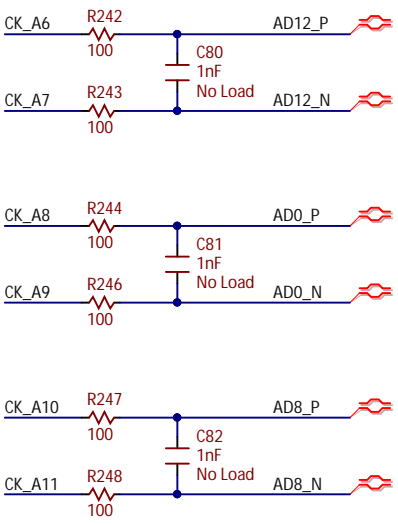 CK_A6 R242 AD12_P
100
C80
1nF
No Load
CK_A7 R243 AD12_N
100
CK_A8 R244 AD0_P
100
C81
1nF
No Load
CK_A9 R246 AD0_N
100
CK_A10 R247 AD8_P
100
C82
1nF
No Load
CK_A11 R248 AD8_N
100